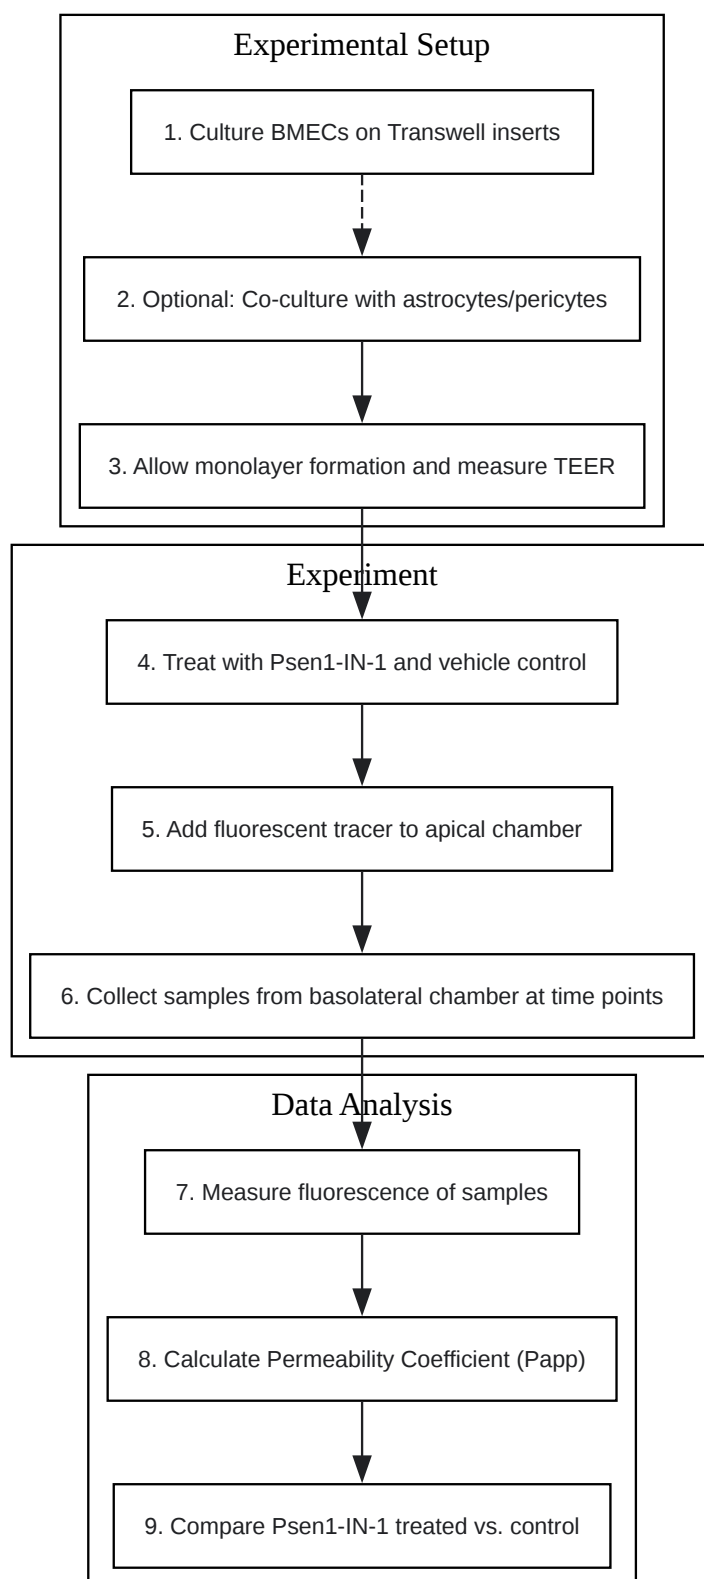 Experimental Setup
1. Culture BMECs on Transwell inserts
2. Optional: Co-culture with astrocytes/pericytes
3. Allow monolayer formation and measure TEER
Experiment
4. Treat with Psen1-IN-1 and vehicle control
5. Add fluorescent tracer to apical chamber
6. Collect samples from basolateral chamber at time points
Data Analysis
7. Measure fluorescence of samples
8. Calculate Permeability Coefficient (Papp)
9. Compare Psen1-IN-1 treated vs. control